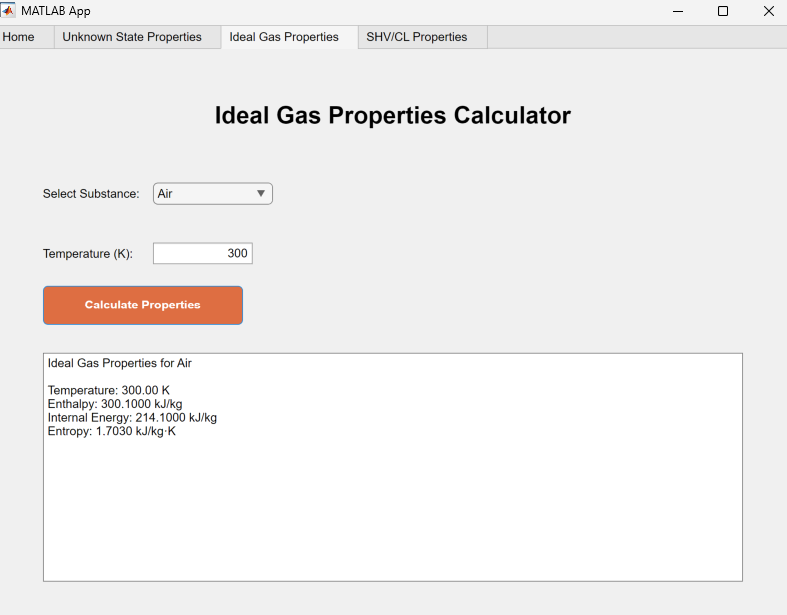 MATLAB App
Home Unknown State Properties Ideal Gas Properties SHV/CL Properties
Ideal Gas Properties Calculator
Select Substance: Air
Temperature (K): 300
Calculate Properties
Ideal Gas Properties for Air
Temperature: 300.00 K
Enthalpy: 300.1000 kJ/kg
Internal Energy: 214.1000 kJ/kg
Entropy: 1.7030 kJ/kg·K